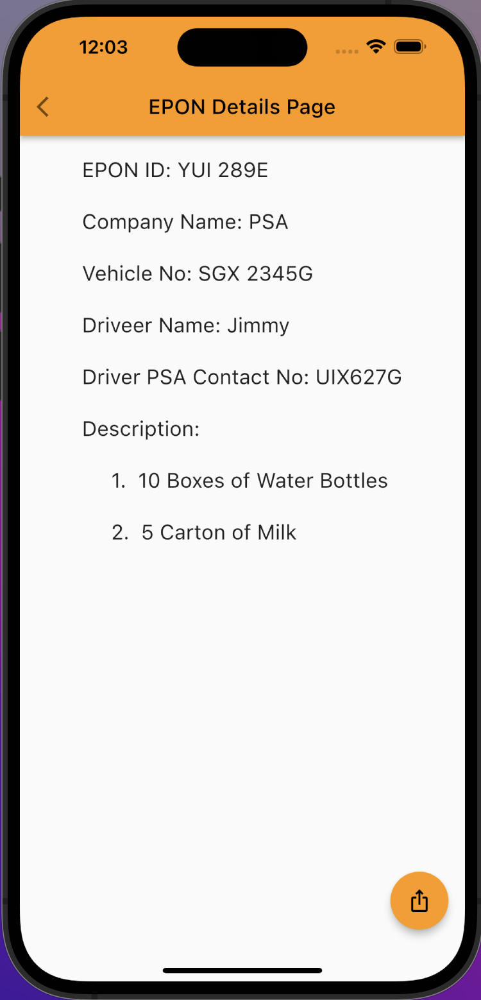 12:03
EPON Details Page
EPON ID: YUI 289E
Company Name: PSA
Vehicle No: SGX 2345G
Driveer Name: Jimmy
Driver PSA Contact No: UIX627G
Description:
1. 10 Boxes of Water Bottles
2. 5 Carton of Milk